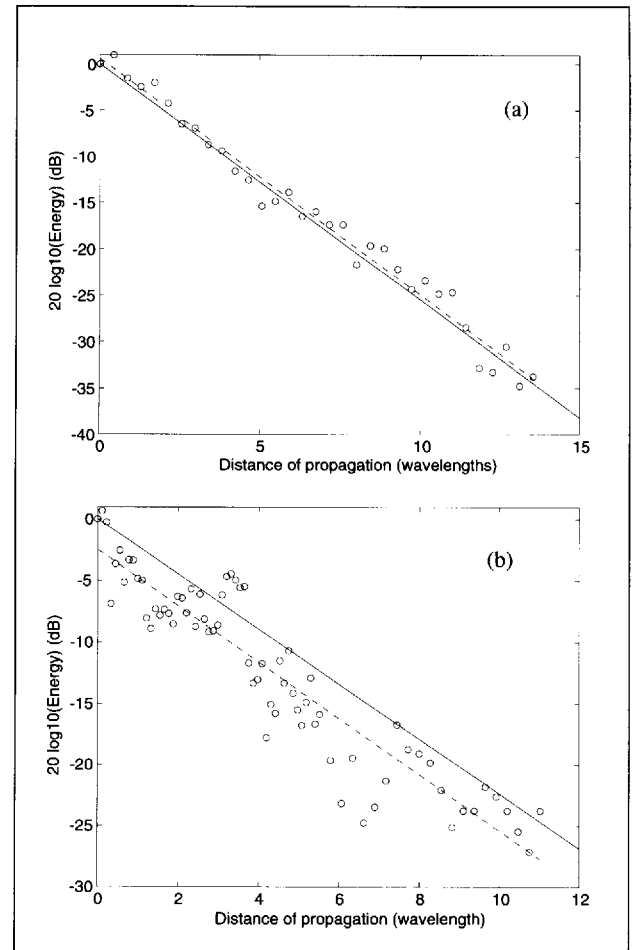 (a)
20 log10(Energy) (dB)
0
-5
-10
-15
-20
-25
-30
-35
-40
0 5 10 15
Distance of propagation (wavelengths)
(b)
20 log10(Energy) (dB)
0
-5
-10
-15
-20
-25
-30
0 2 4 6 8 10 12
Distance of propagation (wavelength)